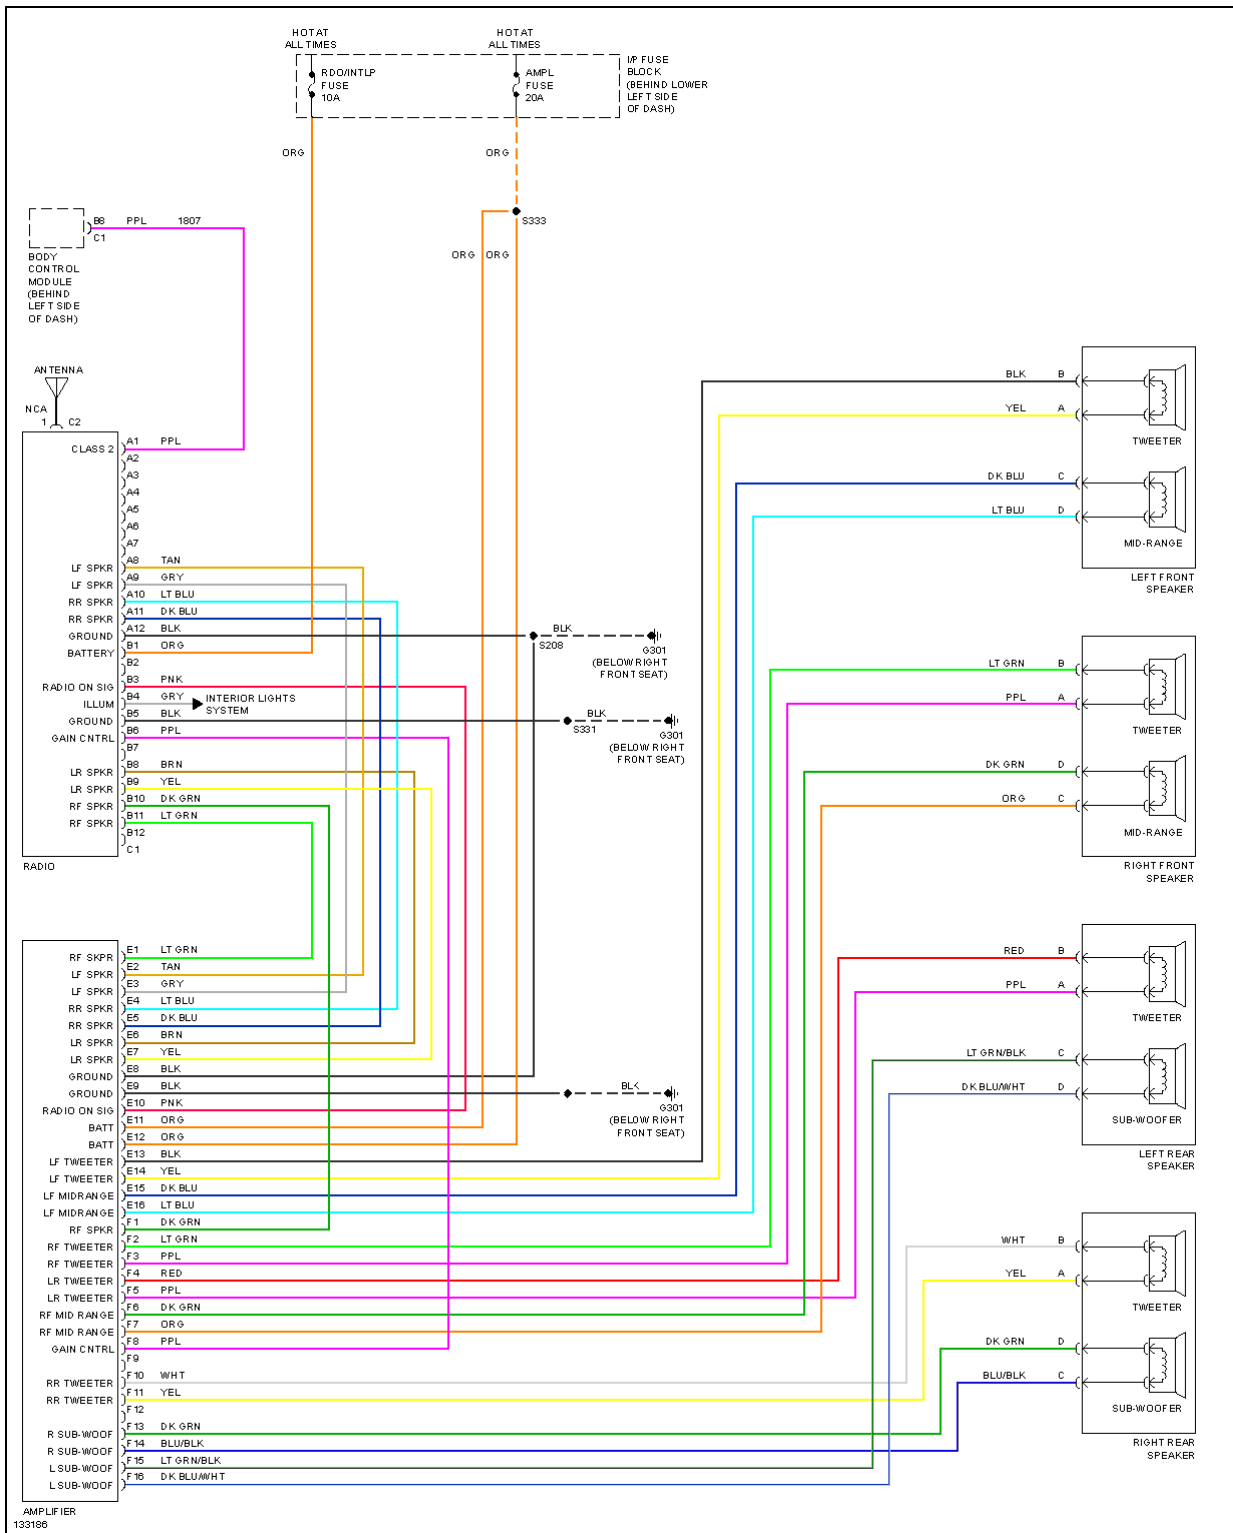 HOT AT
ALL TIMES
HOT AT
ALL TIMES
RDO/INTLP
FUSE
10A
AMPL
FUSE
20A
I/P FUSE
BLOCK
(BEHIND LOWER
LEFT SIDE
OF DASH)
ORG
ORG
B8 PPL 1807
C1
S333
ORG ORG
BODY
CONTROL
MODULE
(BEHIND
LEFT SIDE
OF DASH)
ANTENNA
NCA
1 C2
CLASS 2 A1 PPL
A2
A3
A4
A5
A6
A7
LF SPKR A8 TAN
LF SPKR A9 GRY
RR SPKR A10 LT BLU
RR SPKR A11 DK BLU
GROUND A12 BLK
BATTERY B1 ORG
B2
RADIO ON SIG B3 PNK
ILLUM B4 GRY
INTERIOR LIGHTS
SYSTEM
GROUND B5 BLK
GAIN CNTRL B6 PPL
B7
LR SPKR B8 BRN
LR SPKR B9 YEL
RF SPKR B10 DK GRN
RF SPKR B11 LT GRN
B12
C1
RADIO
BLK
S208
G301
(BELOW RIGHT
FRONT SEAT)
BLK
S331
G301
(BELOW RIGHT
FRONT SEAT)
RF SKPR E1 LT GRN
LF SPKR E2 TAN
LF SPKR E3 GRY
RR SPKR E4 LT BLU
RR SPKR E5 DK BLU
LR SPKR E6 BRN
LR SPKR E7 YEL
GROUND E8 BLK
GROUND E9 BLK
RADIO ON SIG E10 PNK
BATT E11 ORG
BATT E12 ORG
LF TWEETER E13 BLK
LF TWEETER E14 YEL
LF MIDRANGE E15 DK BLU
LF MIDRANGE E16 LT BLU
RF SPKR F1 DK GRN
RF TWEETER F2 LT GRN
RF TWEETER F3 PPL
LR TWEETER F4 RED
LR TWEETER F5 PPL
RF MID RANGE F6 DK GRN
RF MID RANGE F7 ORG
GAIN CNTRL F8 PPL
F9
RR TWEETER F10 WHT
RR TWEETER F11 YEL
F12
R SUB-WOOF F13 DK GRN
R SUB-WOOF F14 BLU/BLK
L SUB-WOOF F15 LT GRN/BLK
L SUB-WOOF F16 DK BLU/WHT
AMPLIFIER
133186
BLK
G301
(BELOW RIGHT
FRONT SEAT)
BLK B
YEL A
TWEETER
DK BLU C
LT BLU D
MID-RANGE
LEFT FRONT
SPEAKER
LT GRN B
PPL A
TWEETER
DK GRN D
ORG C
MID-RANGE
RIGHT FRONT
SPEAKER
RED B
PPL A
TWEETER
LT GRN/BLK C
DK BLU/WHT D
SUB-WOOFER
LEFT REAR
SPEAKER
WHT B
YEL A
TWEETER
DK GRN D
BLU/BLK C
SUB-WOOFER
RIGHT REAR
SPEAKER